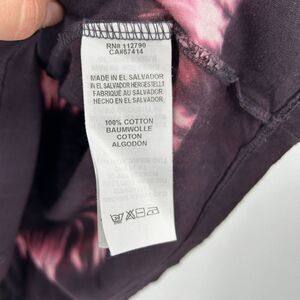 RN# 112790
CA#67414
MADE IN EL SALVADOR
IN EL SALVADOR HERGESTELLT
FABRIQUÉ AU SALVADOR
HECHO EN EL SALVADOR
100% COTTON
BAUMWOLLE
COTON
ALGODÓN